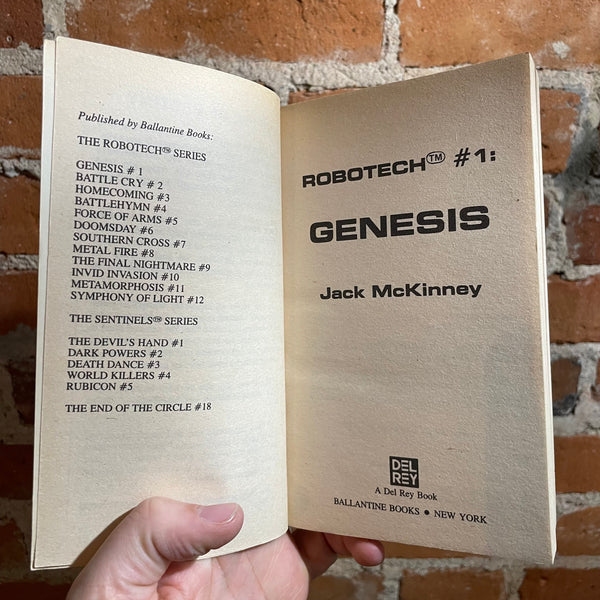 Published by Ballantine Books:
THE ROBOTECH™ SERIES
GENESIS # 1
BATTLE CRY # 2
HOMECOMING #3
BATTLEHYMN #4
FORCE OF ARMS #5
DOOMSDAY #6
SOUTHERN CROSS #7
METAL FIRE #8
THE FINAL NIGHTMARE #9
INVID INVASION #10
METAMORPHOSIS #11
SYMPHONY OF LIGHT #12
THE SENTINELS™ SERIES
THE DEVIL'S HAND #1
DARK POWERS #2
DEATH DANCE #3
WORLD KILLERS #4
RUBICON #5
THE END OF THE CIRCLE #18
ROBOTECH™ #1:
GENESIS
Jack McKinney
DEL
REY
A Del Rey Book
BALLANTINE BOOKS ● NEW YORK